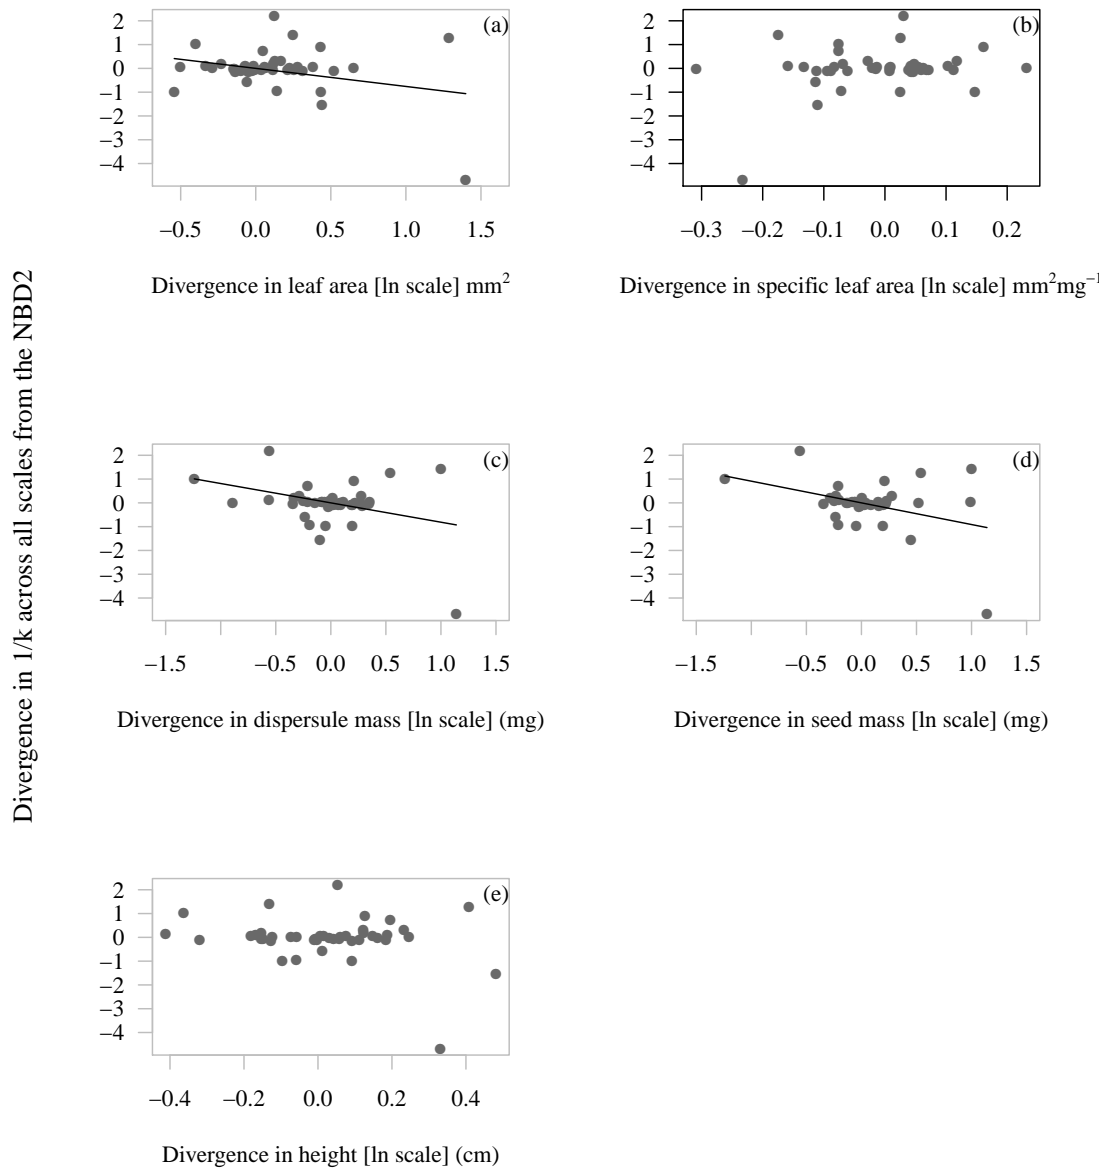 Divergence in 1/k across all scales from the NBD2
(a)
2
1
0
−1
−2
−3
−4
−0.5 0.0 0.5 1.0 1.5
Divergence in leaf area [ln scale] mm²
(b)
2
1
0
−1
−2
−3
−4
−0.3 −0.2 −0.1 0.0 0.1 0.2
Divergence in specific leaf area [ln scale] mm²mg⁻¹
(c)
2
1
0
−1
−2
−3
−4
−1.5 −0.5 0.0 0.5 1.0 1.5
Divergence in dispersule mass [ln scale] (mg)
(d)
2
1
0
−1
−2
−3
−4
−1.5 −0.5 0.0 0.5 1.0 1.5
Divergence in seed mass [ln scale] (mg)
(e)
2
1
0
−1
−2
−3
−4
−0.4 −0.2 0.0 0.2 0.4
Divergence in height [ln scale] (cm)